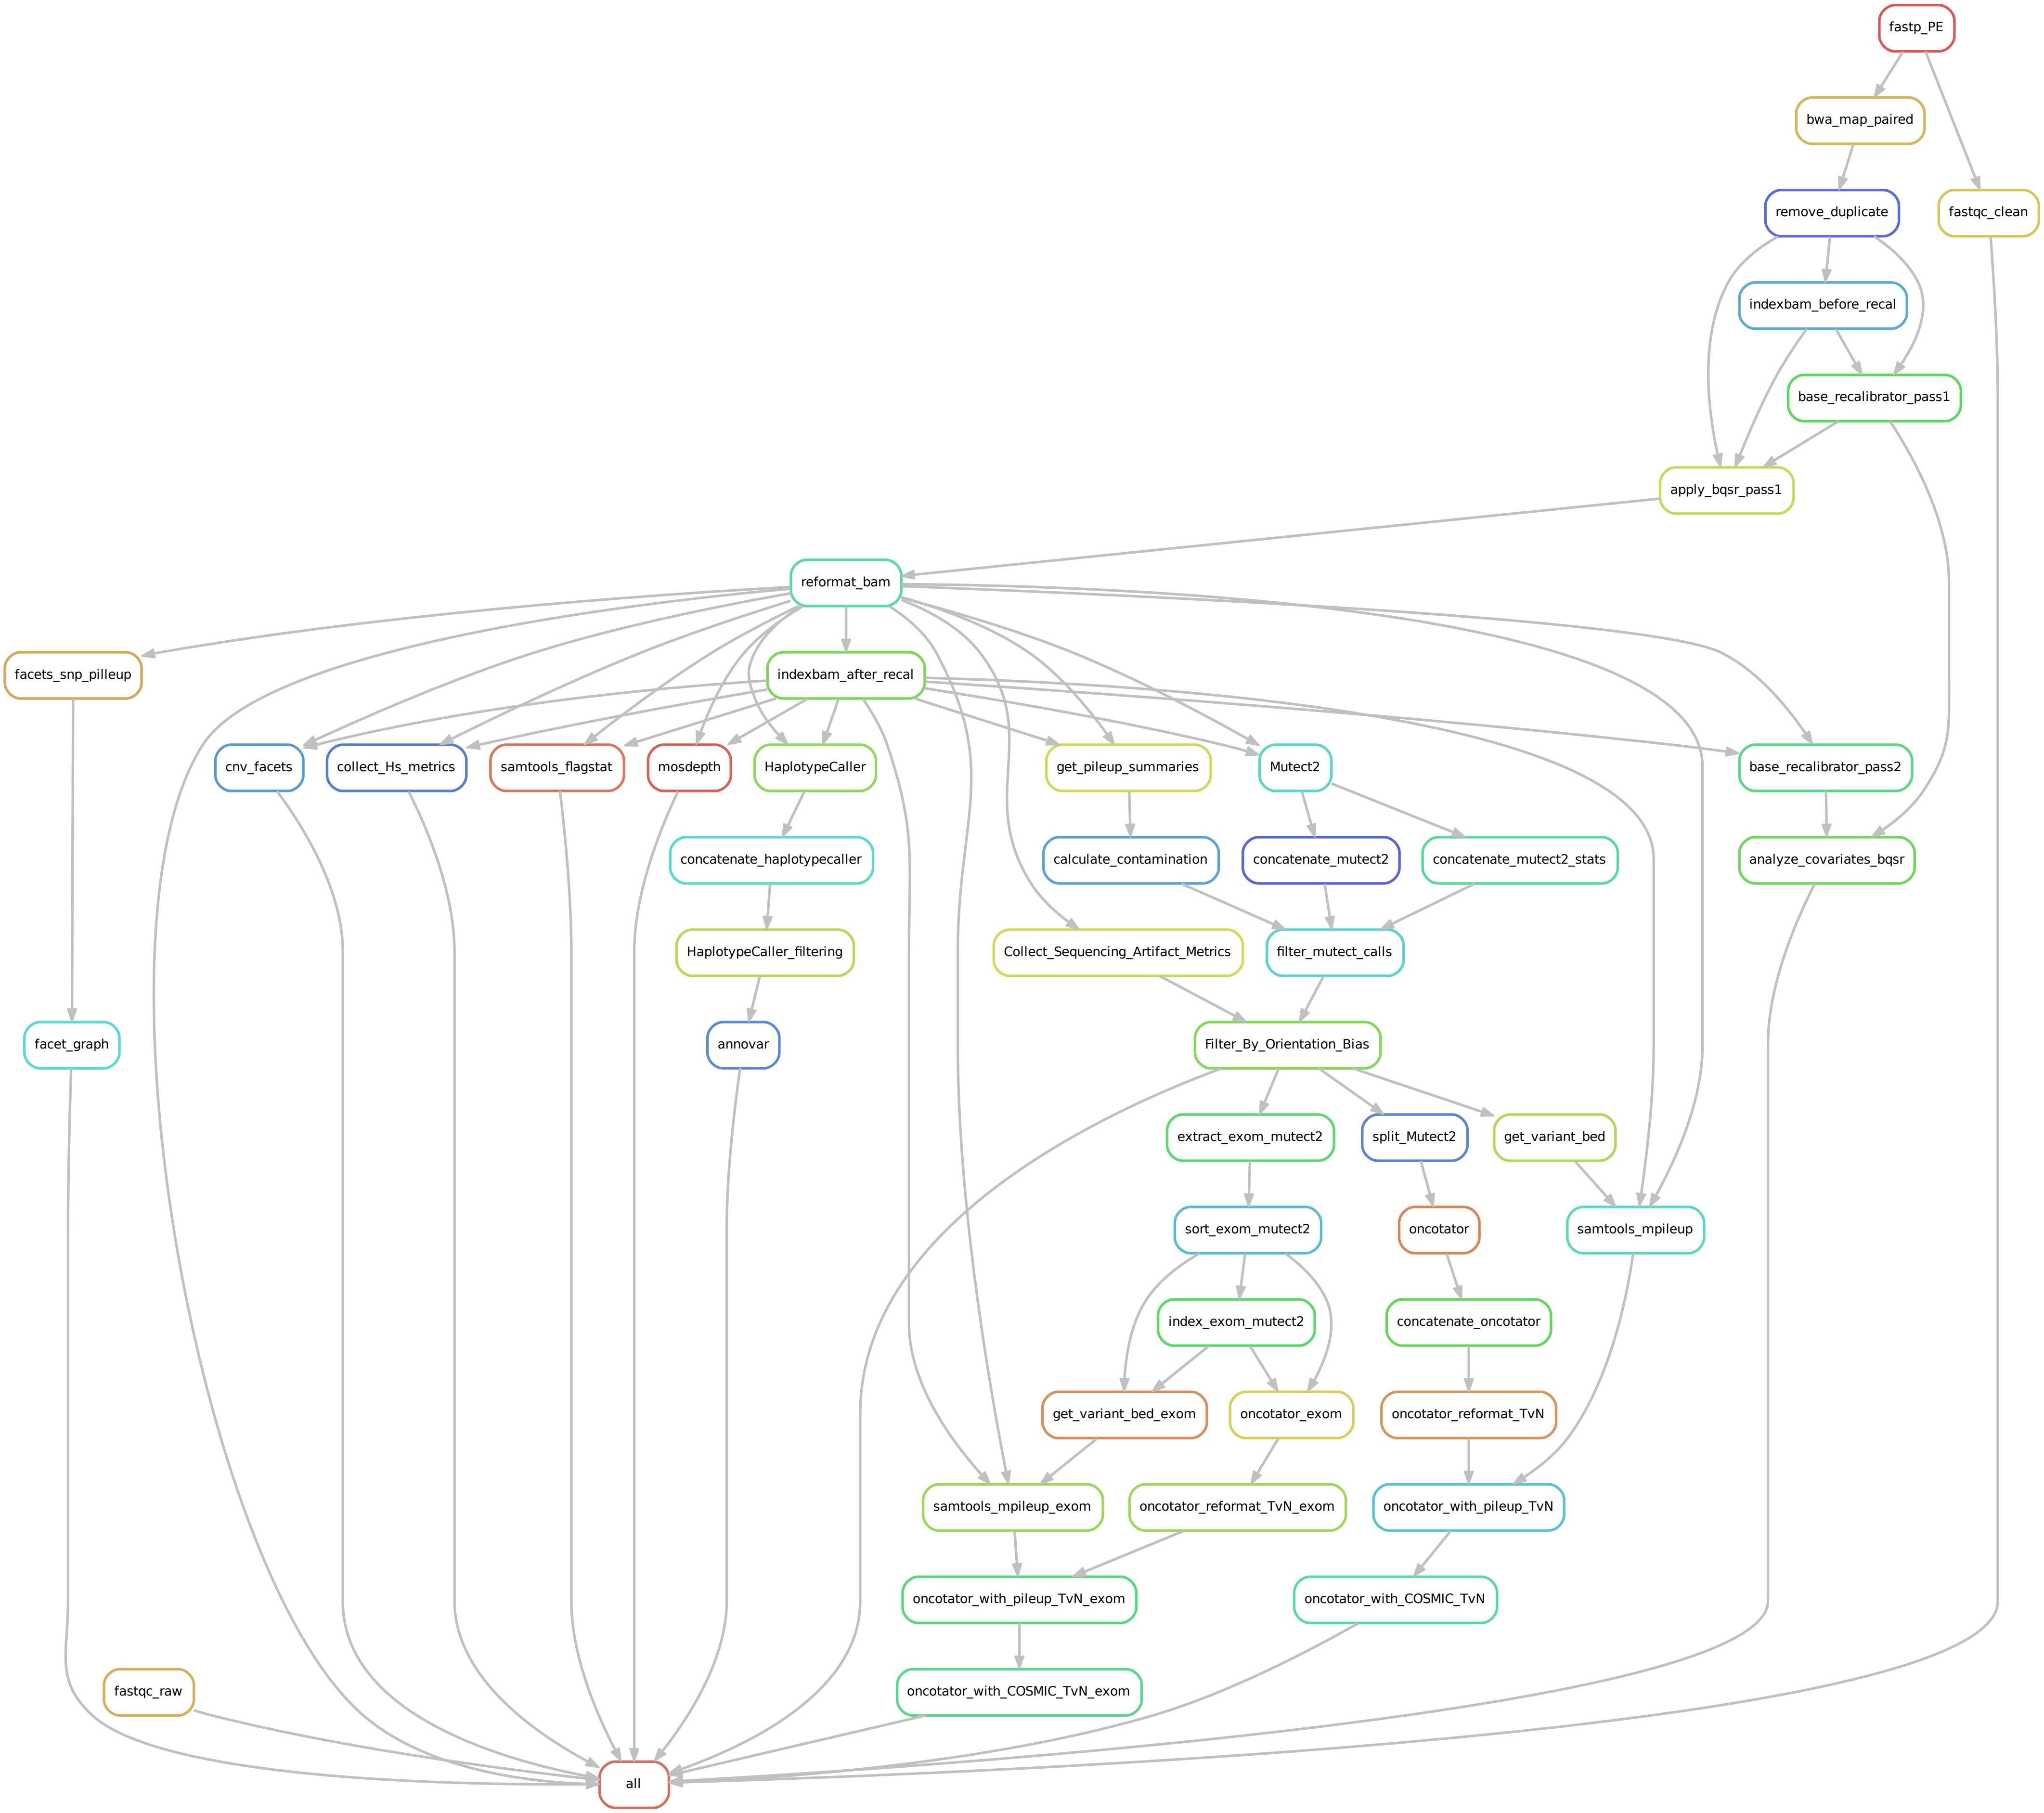 fastp_PE
bwa_map_paired
remove_duplicate
fastqc_clean
indexbam_before_recal
base_recalibrator_pass1
apply_bqsr_pass1
reformat_bam
facets_snp_pilleup
indexbam_after_recal
cnv_facets
collect_Hs_metrics
samtools_flagstat
mosdepth
HaplotypeCaller
get_pileup_summaries
Mutect2
base_recalibrator_pass2
concatenate_haplotypecaller
calculate_contamination
concatenate_mutect2
concatenate_mutect2_stats
analyze_covariates_bqsr
HaplotypeCaller_filtering
Collect_Sequencing_Artifact_Metrics
filter_mutect_calls
facet_graph
annovar
Filter_By_Orientation_Bias
extract_exom_mutect2
split_Mutect2
get_variant_bed
sort_exom_mutect2
oncotator
samtools_mpileup
index_exom_mutect2
concatenate_oncotator
get_variant_bed_exom
oncotator_exom
oncotator_reformat_TvN
samtools_mpileup_exom
oncotator_reformat_TvN_exom
oncotator_with_pileup_TvN
oncotator_with_pileup_TvN_exom
oncotator_with_COSMIC_TvN
fastqc_raw
oncotator_with_COSMIC_TvN_exom
all